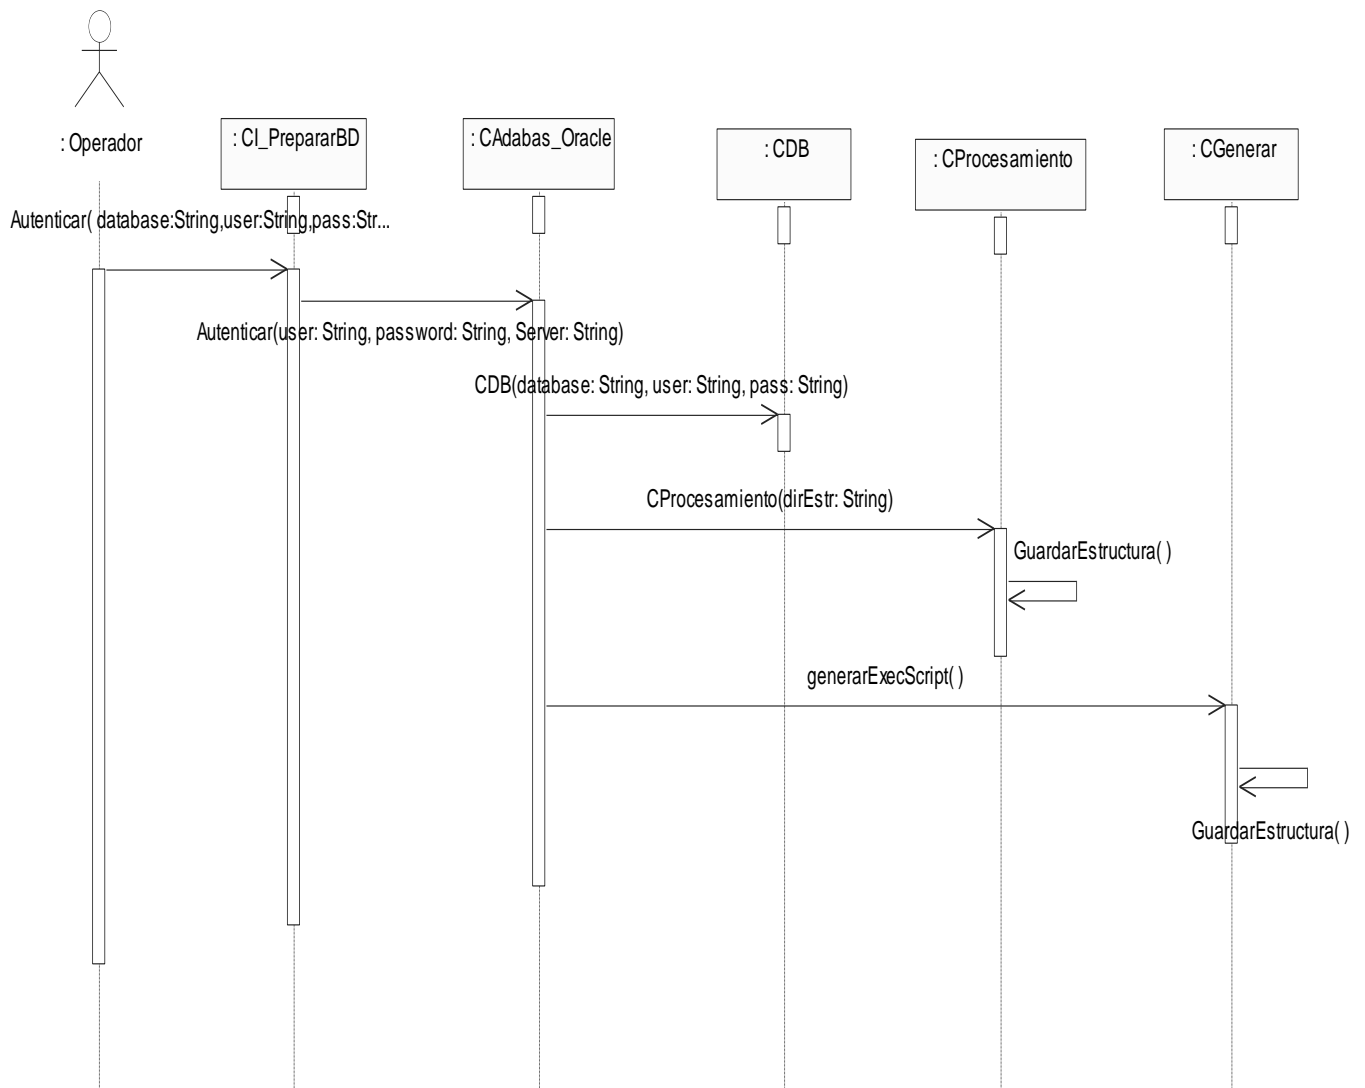 : Operador
: CI_PrepararBD
: CAdabas_Oracle
: CDB
: CProcesamiento
: CGenerar
Autenticar( database:String,user:String,pass:Str...
Autenticar(user: String, password: String, Server: String)
CDB(database: String, user: String, pass: String)
CProcesamiento(dirEstr: String)
GuardarEstructura( )
generarExecScript( )
GuardarEstructura( )